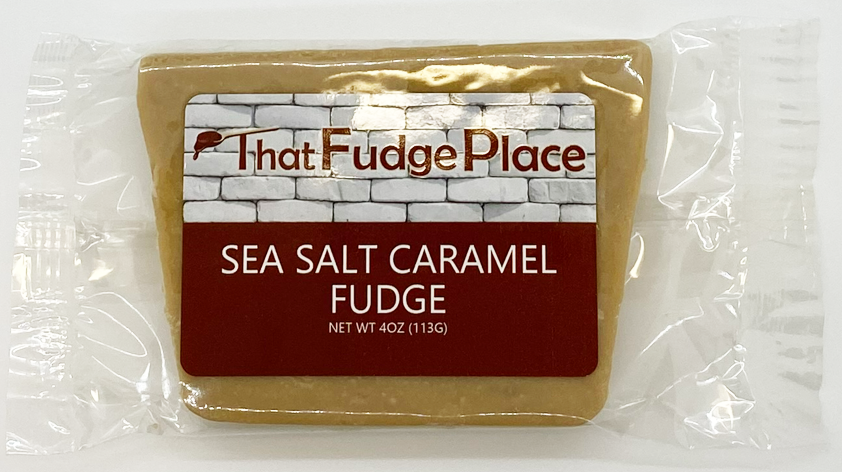 That Fudge Place
SEA SALT CARAMEL
FUDGE
NET WT 4OZ (113G)